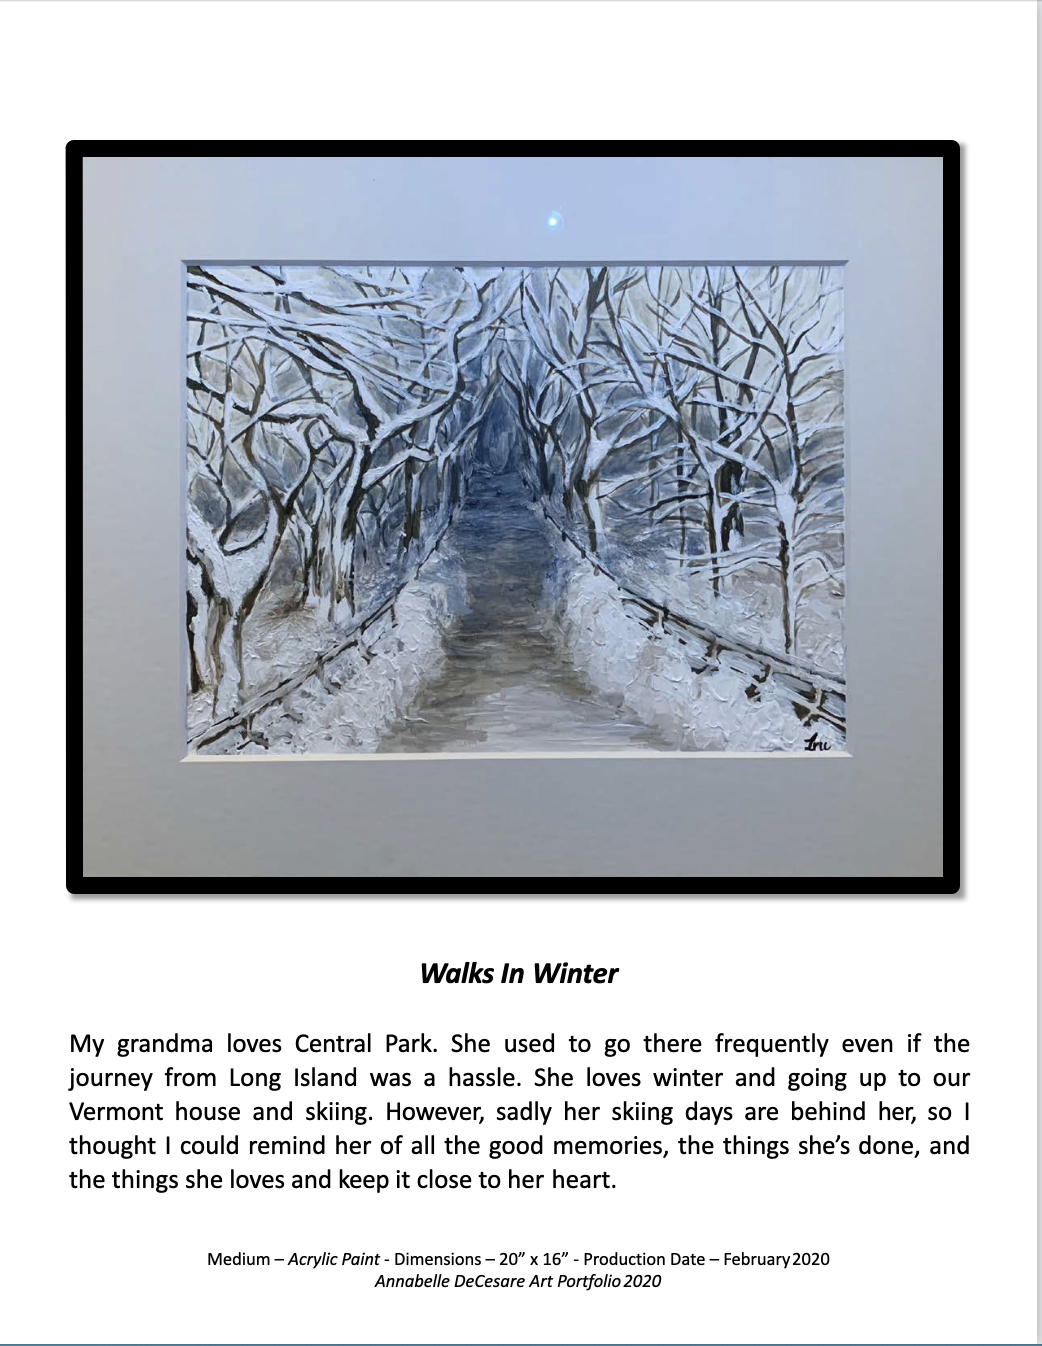 Walks In Winter
My grandma loves Central Park. She used to go there frequently even if the
journey from Long Island was a hassle. She loves winter and going up to our
Vermont house and skiing. However, sadly her skiing days are behind her, so I
thought I could remind her of all the good memories, the things she’s done, and
the things she loves and keep it close to her heart.
Medium – Acrylic Paint - Dimensions – 20” x 16” - Production Date – February 2020
Annabelle DeCesare Art Portfolio 2020